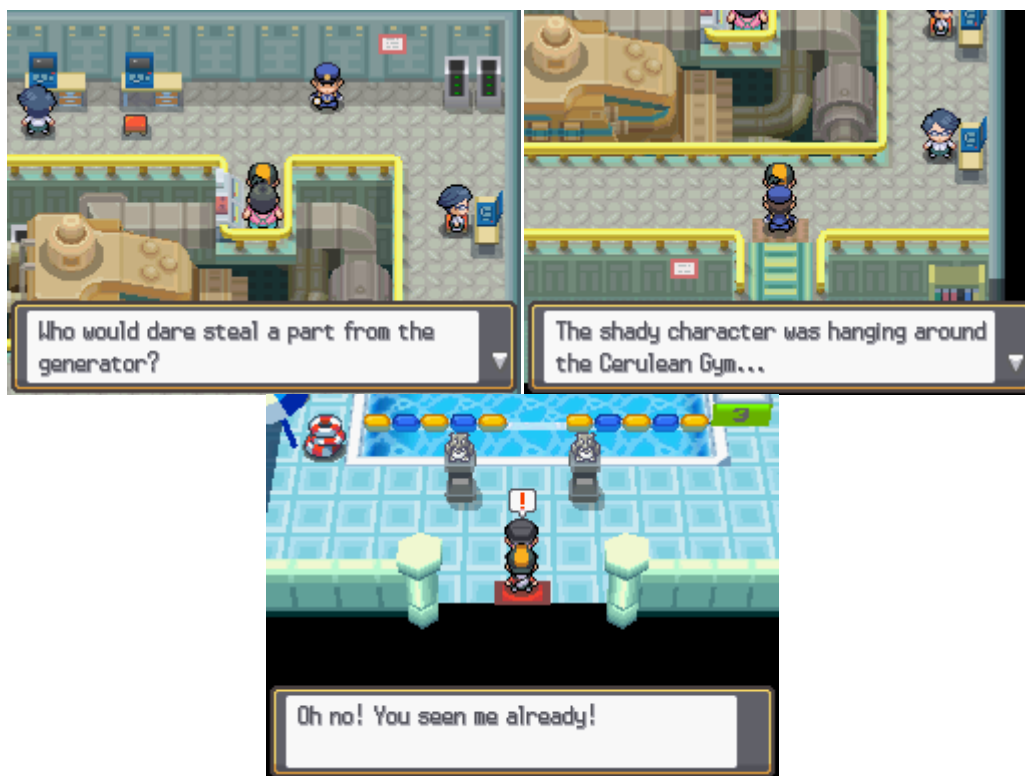 Who would dare steal a part from the
generator?
The shady character was hanging around
the Cerulean Gym...
3
!
Oh no! You seen me already!